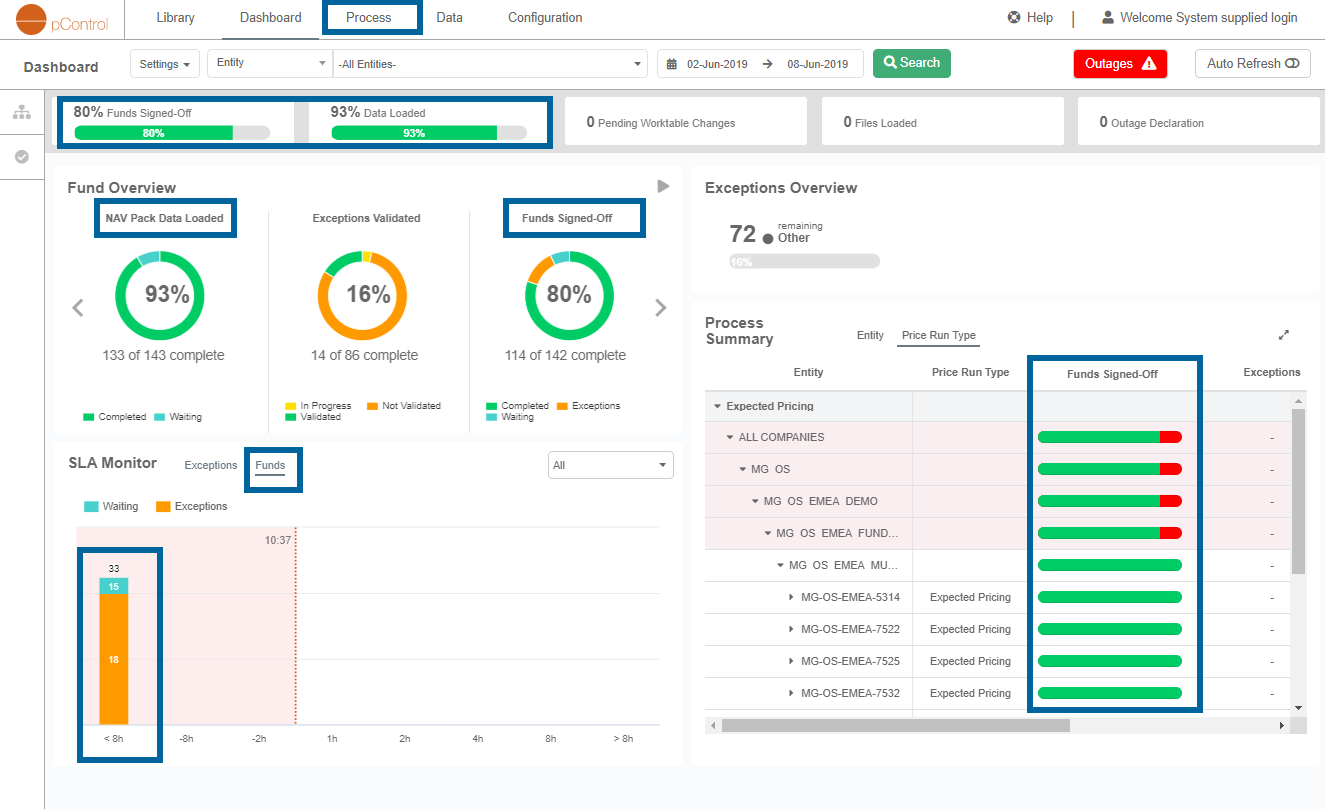 pControl
Library Dashboard Process Data Configuration Help | Welcome System supplied login
Dashboard Settings Entity -All Entities- 02-Jun-2019 → 08-Jun-2019 Search Outages Auto Refresh
80% Funds Signed-Off
80%
93% Data Loaded
93%
0 Pending Worktable Changes
0 Files Loaded
0 Outage Declaration
Fund Overview
NAV Pack Data Loaded
93%
133 of 143 complete
Completed Waiting
Exceptions Validated
16%
14 of 86 complete
In Progress Not Validated
Validated
Funds Signed-Off
80%
114 of 142 complete
Completed Exceptions
Waiting
Exceptions Overview
72 remaining
Other
16%
SLA Monitor Exceptions Funds All
Waiting Exceptions
10:37
33
15
18
< 8h -8h -2h 1h 2h 4h 8h > 8h
Process
Summary
Entity Price Run Type
Entity Price Run Type Funds Signed-Off Exceptions
Expected Pricing
ALL COMPANIES -
MG OS -
MG OS EMEA DEMO -
MG OS EMEA FUND... -
MG OS EMEA MU... -
MG-OS-EMEA-5314 Expected Pricing -
MG-OS-EMEA-7522 Expected Pricing -
MG-OS-EMEA-7525 Expected Pricing -
MG-OS-EMEA-7532 Expected Pricing -